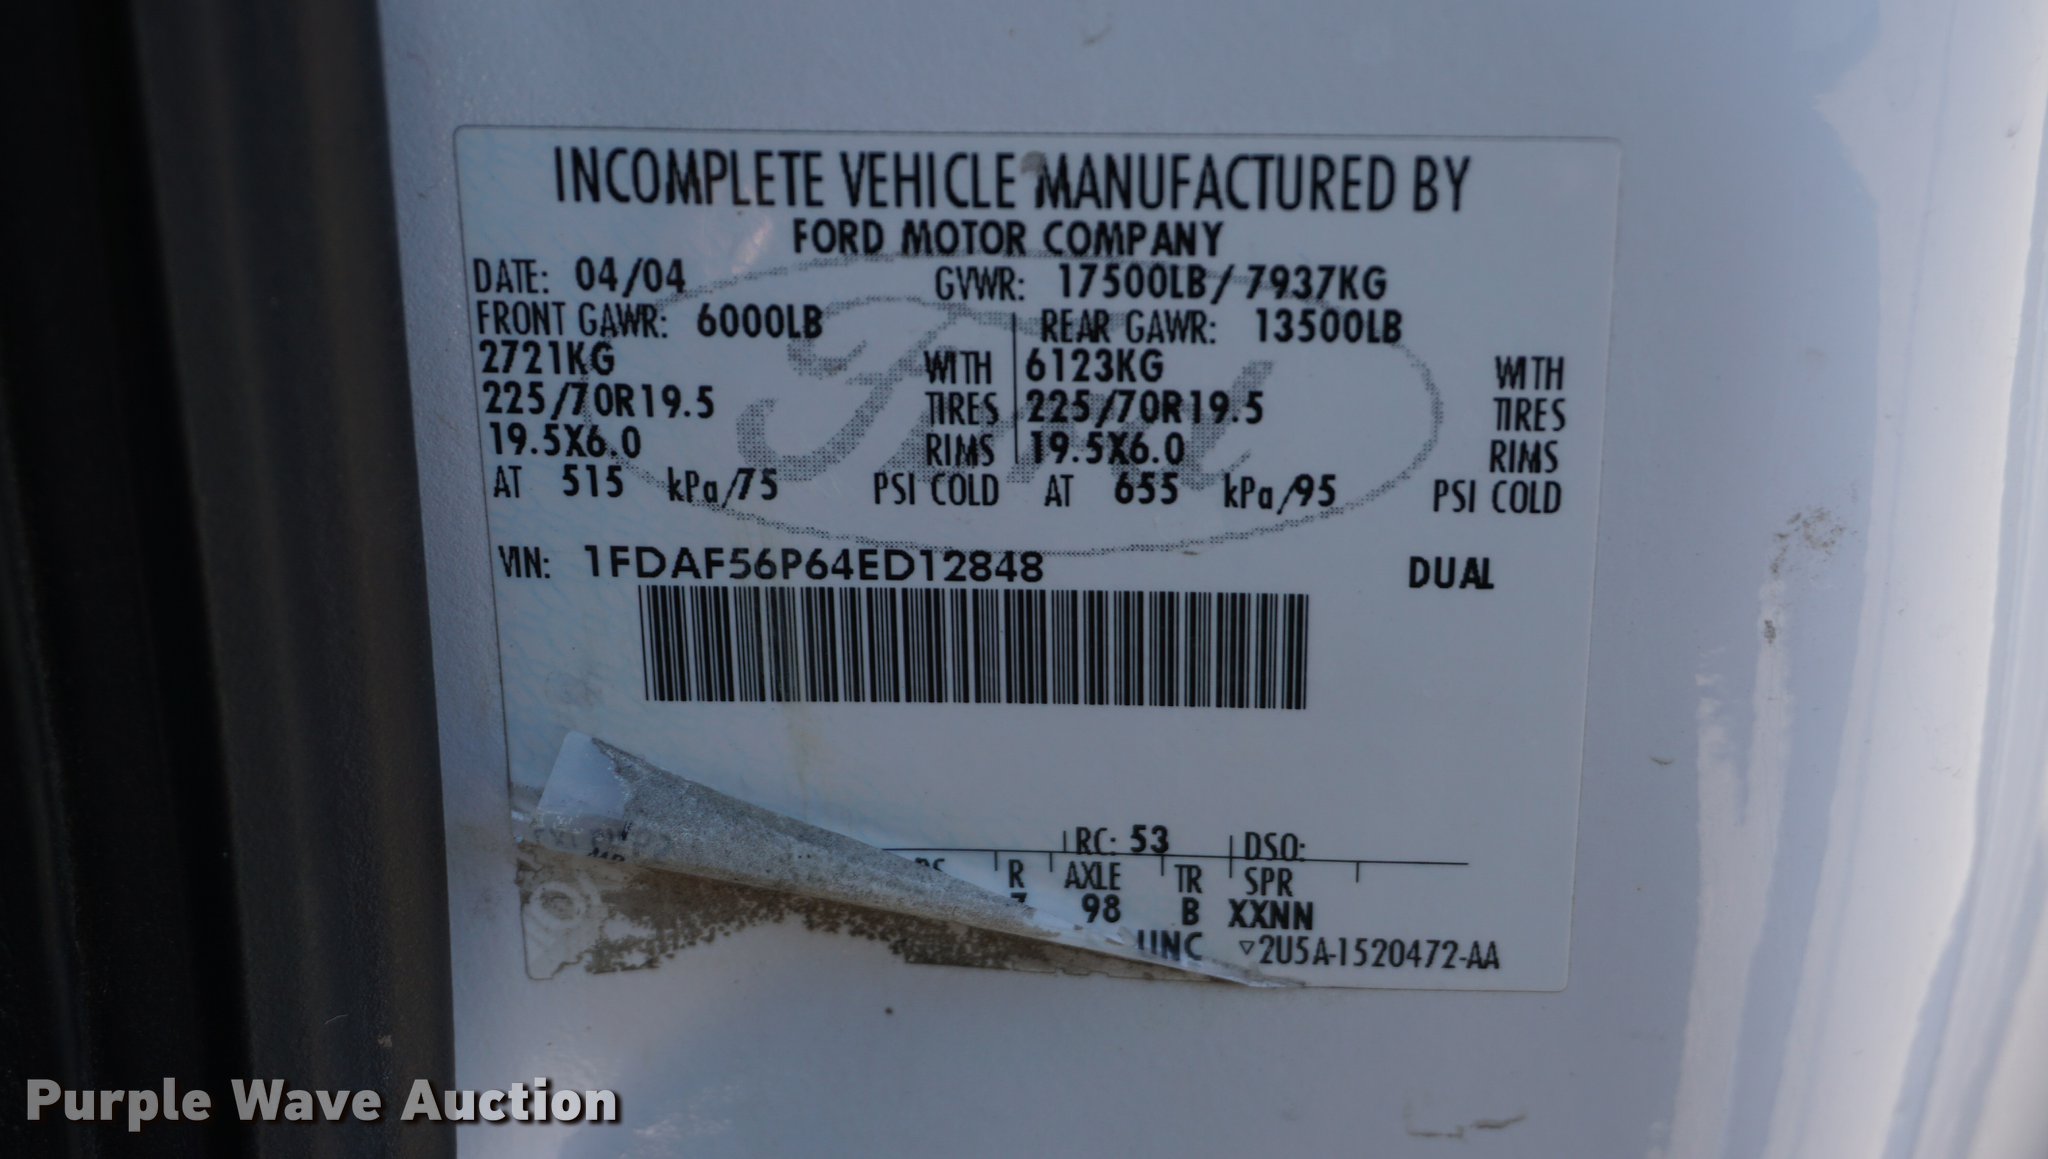 INCOMPLETE VEHICLE MANUFACTURED BY
FORD MOTOR COMPANY
DATE: 04/04 GVWR: 17500LB/7937KG
FRONT GAWR: 6000LB REAR GAWR: 13500LB
2721KG WITH 6123KG WITH
225/70R19.5 TIRES 225/70R19.5 TIRES
19.5X6.0 RIMS 19.5X6.0 RIMS
AT 515 kPa/75 PSI COLD AT 655 kPa/95 PSI COLD
Ford
VIN: 1FDAF56P64ED12848 DUAL
RC: 53 DSO:
R AXLE TR SPR
98 B XXNN
UNC ▽2U5A-1520472-AA
Purple Wave Auction